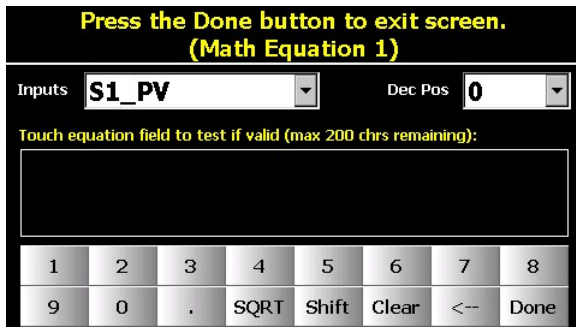 Press the Done button to exit screen.
(Math Equation 1)
Inputs S1_PV Dec Pos 0
Touch equation field to test if valid (max 200 chrs remaining):
1 2 3 4 5 6 7 8
9 0 . SQRT Shift Clear <-- Done